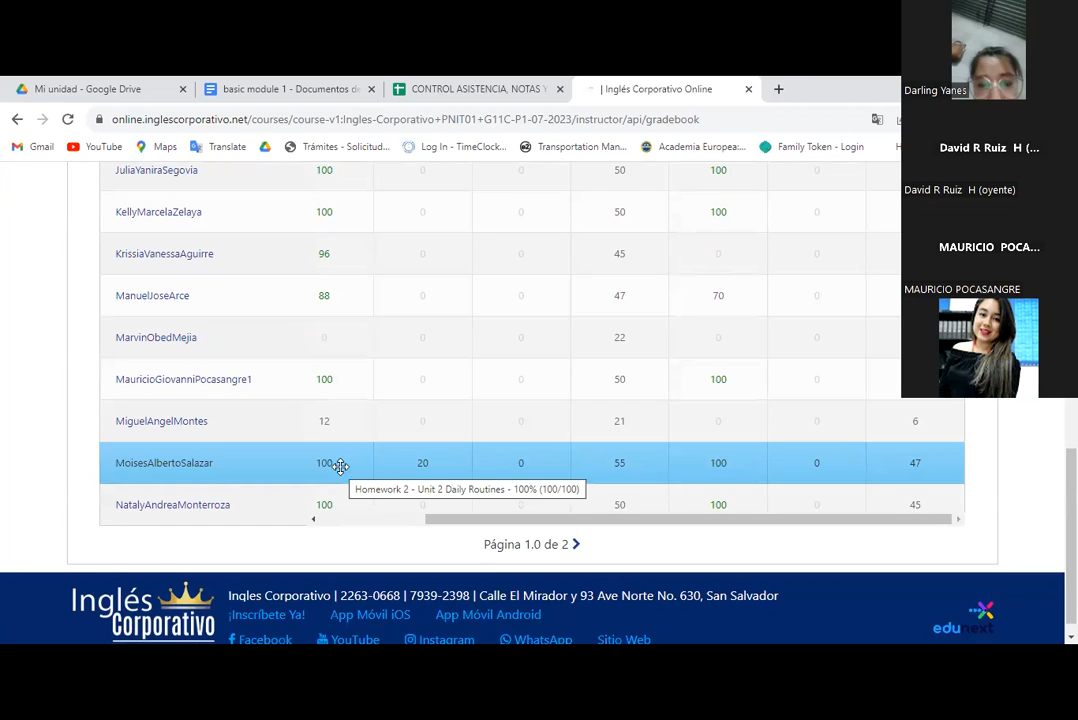 Mi unidad - Google Drive
basic module 1 - Documentos de
CONTROL ASISTENCIA, NOTAS Y
| Inglés Corporativo Online
online.inglescorporativo.net/courses/course-v1:Ingles-Corporativo+PNIT01+G11C-P1-07-2023/instructor/api/gradebook
Gmail YouTube Maps Translate Trámites - Solicitud... Log In - TimeClock... Transportation Man... Academia Europea:... Family Token - Login
JuliaYaniraSegovia 100 0 0 50 100 0
KellyMarcelaZelaya 100 0 0 50 100 0
KrissiaVanessaAguirre 96 0 0 45 0 0
ManuelJoseArce 88 0 0 47 70 0
MarvinObedMejia 0 0 0 22 0 0
MauricioGiovanniPocasangre1 100 0 0 50 100 0
MiguelAngelMontes 12 0 0 21 0 0 6
MoisesAlbertoSalazar 100 20 0 55 100 0 47
Homework 2 - Unit 2 Daily Routines - 100% (100/100)
NatalyAndreaMonterroza 100 0 0 50 100 0 45
Página 1.0 de 2
Inglés Corporativo
Ingles Corporativo | 2263-0668 | 7939-2398 | Calle El Mirador y 93 Ave Norte No. 630, San Salvador
¡Inscríbete Ya! App Móvil iOS App Móvil Android
Facebook YouTube Instagram WhatsApp Sitio Web
edunext
Darling Yanes
David R Ruiz H (...
David R Ruiz H (oyente)
MAURICIO POCA...
MAURICIO POCASANGRE